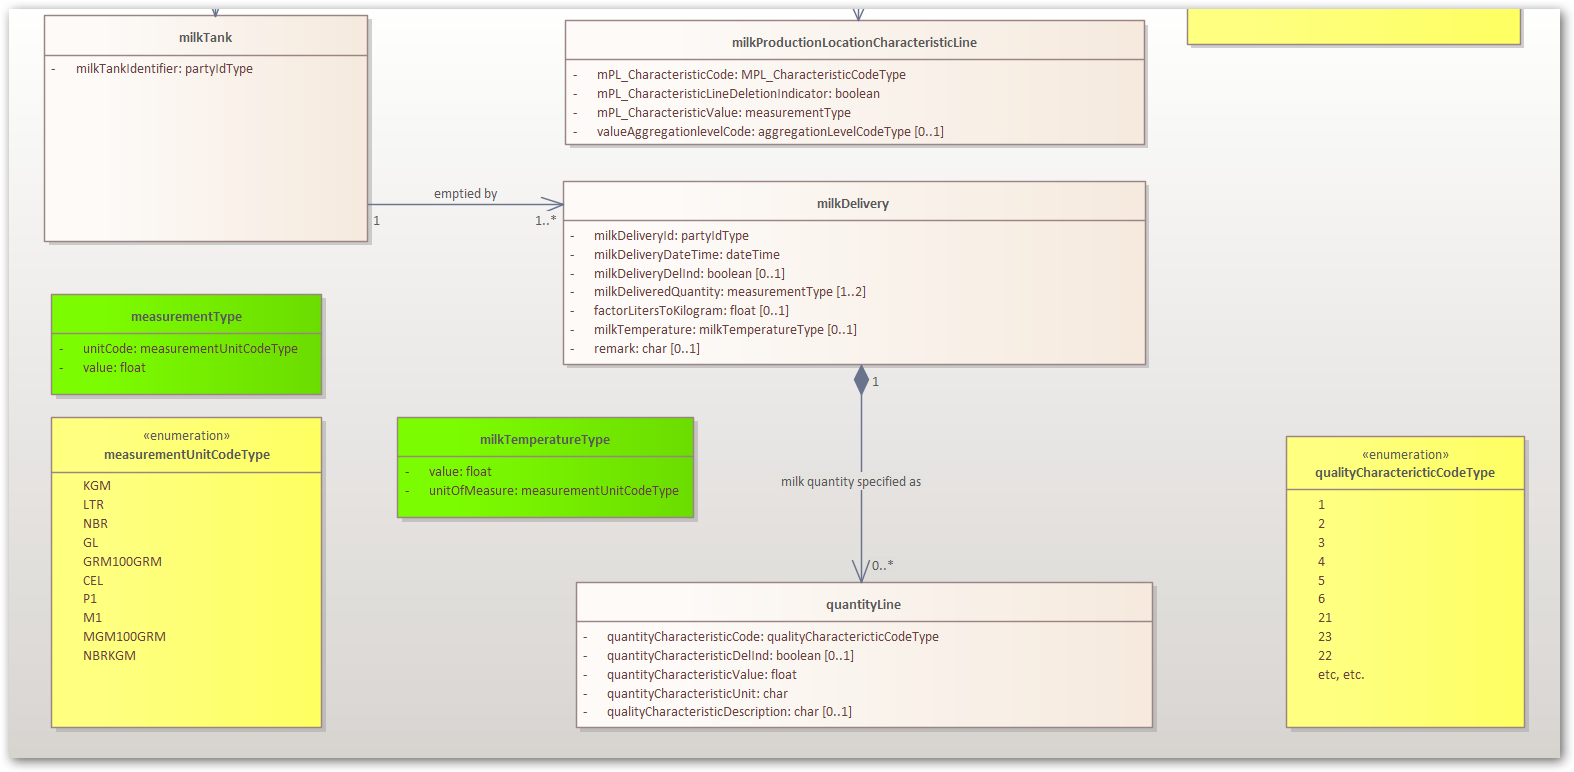 milkTank
- milkTankIdentifier: partyIdType
milkProductionLocationCharacteristicLine
- mPL_CharacteristicCode: MPL_CharacteristicCodeType
- mPL_CharacteristicLineDeletionIndicator: boolean
- mPL_CharacteristicValue: measurementType
- valueAggregationlevelCode: aggregationLevelCodeType [0..1]
emptied by
1
1..*
milkDelivery
- milkDeliveryId: partyIdType
- milkDeliveryDateTime: dateTime
- milkDeliveryDelInd: boolean [0..1]
- milkDeliveredQuantity: measurementType [1..2]
- factorLitersToKilogram: float [0..1]
- milkTemperature: milkTemperatureType [0..1]
- remark: char [0..1]
measurementType
- unitCode: measurementUnitCodeType
- value: float
1
milk quantity specified as
0..*
«enumeration»
measurementUnitCodeType
KGM
LTR
NBR
GL
GRM100GRM
CEL
P1
M1
MGM100GRM
NBRKGM
milkTemperatureType
- value: float
- unitOfMeasure: measurementUnitCodeType
«enumeration»
qualityCharactericticCodeType
1
2
3
4
5
6
21
23
22
etc, etc.
quantityLine
- quantityCharacteristicCode: qualityCharactericticCodeType
- quantityCharacteristicDelInd: boolean [0..1]
- quantityCharacteristicValue: float
- quantityCharacteristicUnit: char
- qualityCharacteristicDescription: char [0..1]